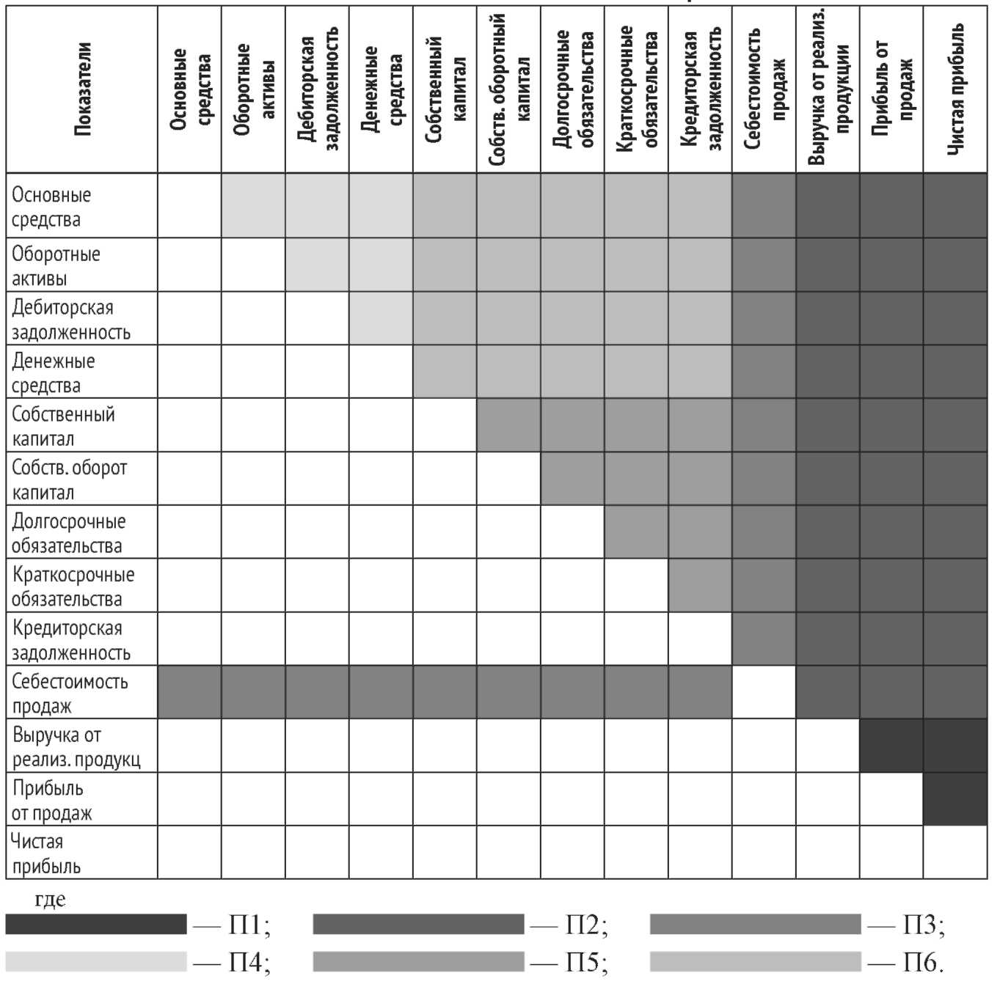 Показатели
Основные
средства
Оборотные
активы
Дебиторская
задолженность
Денежные
средства
Собственный
капитал
Собств. оборотный
капитал
Долгосрочные
обязательства
Краткосрочные
обязательства
Кредиторская
задолженность
Себестоимость
продаж
Выручка от реализ.
продукции
Прибыль от
продаж
Чистая прибыль
Основные
средства
Оборотные
активы
Дебиторская
задолженность
Денежные
средства
Собственный
капитал
Собств. оборот
капитал
Долгосрочные
обязательства
Краткосрочные
обязательства
Кредиторская
задолженность
Себестоимость
продаж
Выручка от
реализ. продукц
Прибыль
от продаж
Чистая
прибыль
где
— П1; — П2; — П3;
— П4; — П5; — П6.